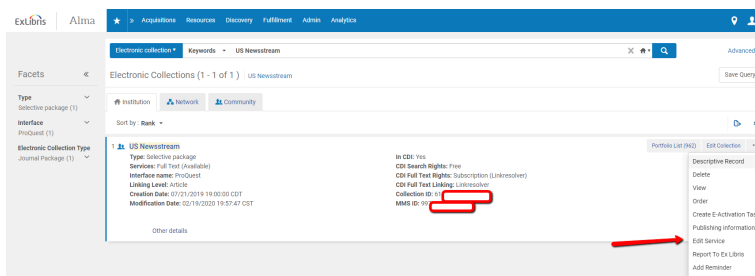 ExLibris Alma
Acquisitions Resources Discovery Fulfillment Admin Analytics
Electronic collection Keywords US Newsstream
Advanced
Facets
Electronic Collections (1 - 1 of 1 ) US Newsstream
Save Query
Type
Selective package (1)
Institution Network Community
Interface
ProQuest (1)
Sort by : Rank
Electronic Collection Type
Journal Package (1)
1 US Newsstream
Portfolio List (962) Edit Collection
Type: Selective package
Services: Full Text (Available)
Interface name: ProQuest
Linking Level: Article
Creation Date: 07/21/2019 19:00:00 CDT
Modification Date: 02/19/2020 19:57:47 CST
In CDI: Yes
CDI Search Rights: Free
CDI Full Text Rights: Subscription (Linkresolver)
CDI Full Text Linking: Linkresolver
Collection ID: 61
MMS ID: 99
Other details
Descriptive Record
Delete
View
Order
Create E-Activation Tas
Publishing information
Edit Service
Report To Ex Libris
Add Reminder